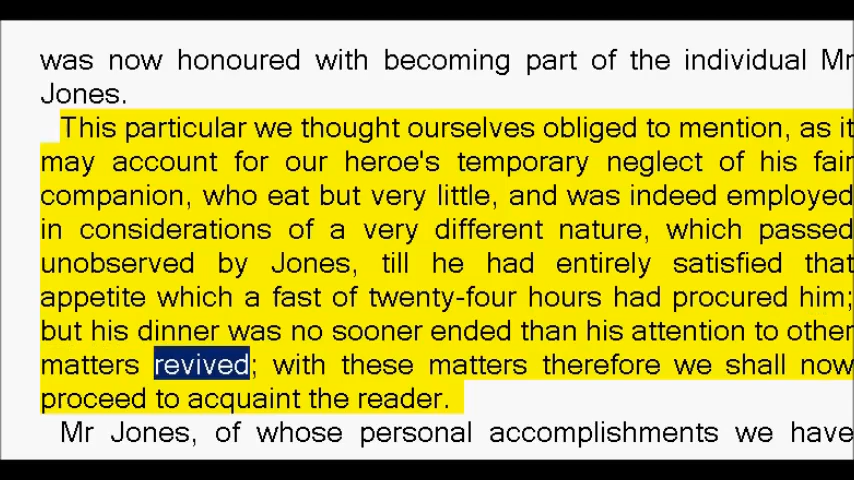 was now honoured with becoming part of the individual Mr
Jones.
This particular we thought ourselves obliged to mention, as it
may account for our heroe's temporary neglect of his fair
companion, who eat but very little, and was indeed employed
in considerations of a very different nature, which passed
unobserved by Jones, till he had entirely satisfied that
appetite which a fast of twenty-four hours had procured him;
but his dinner was no sooner ended than his attention to other
matters revived; with these matters therefore we shall now
proceed to acquaint the reader.
Mr Jones, of whose personal accomplishments we have